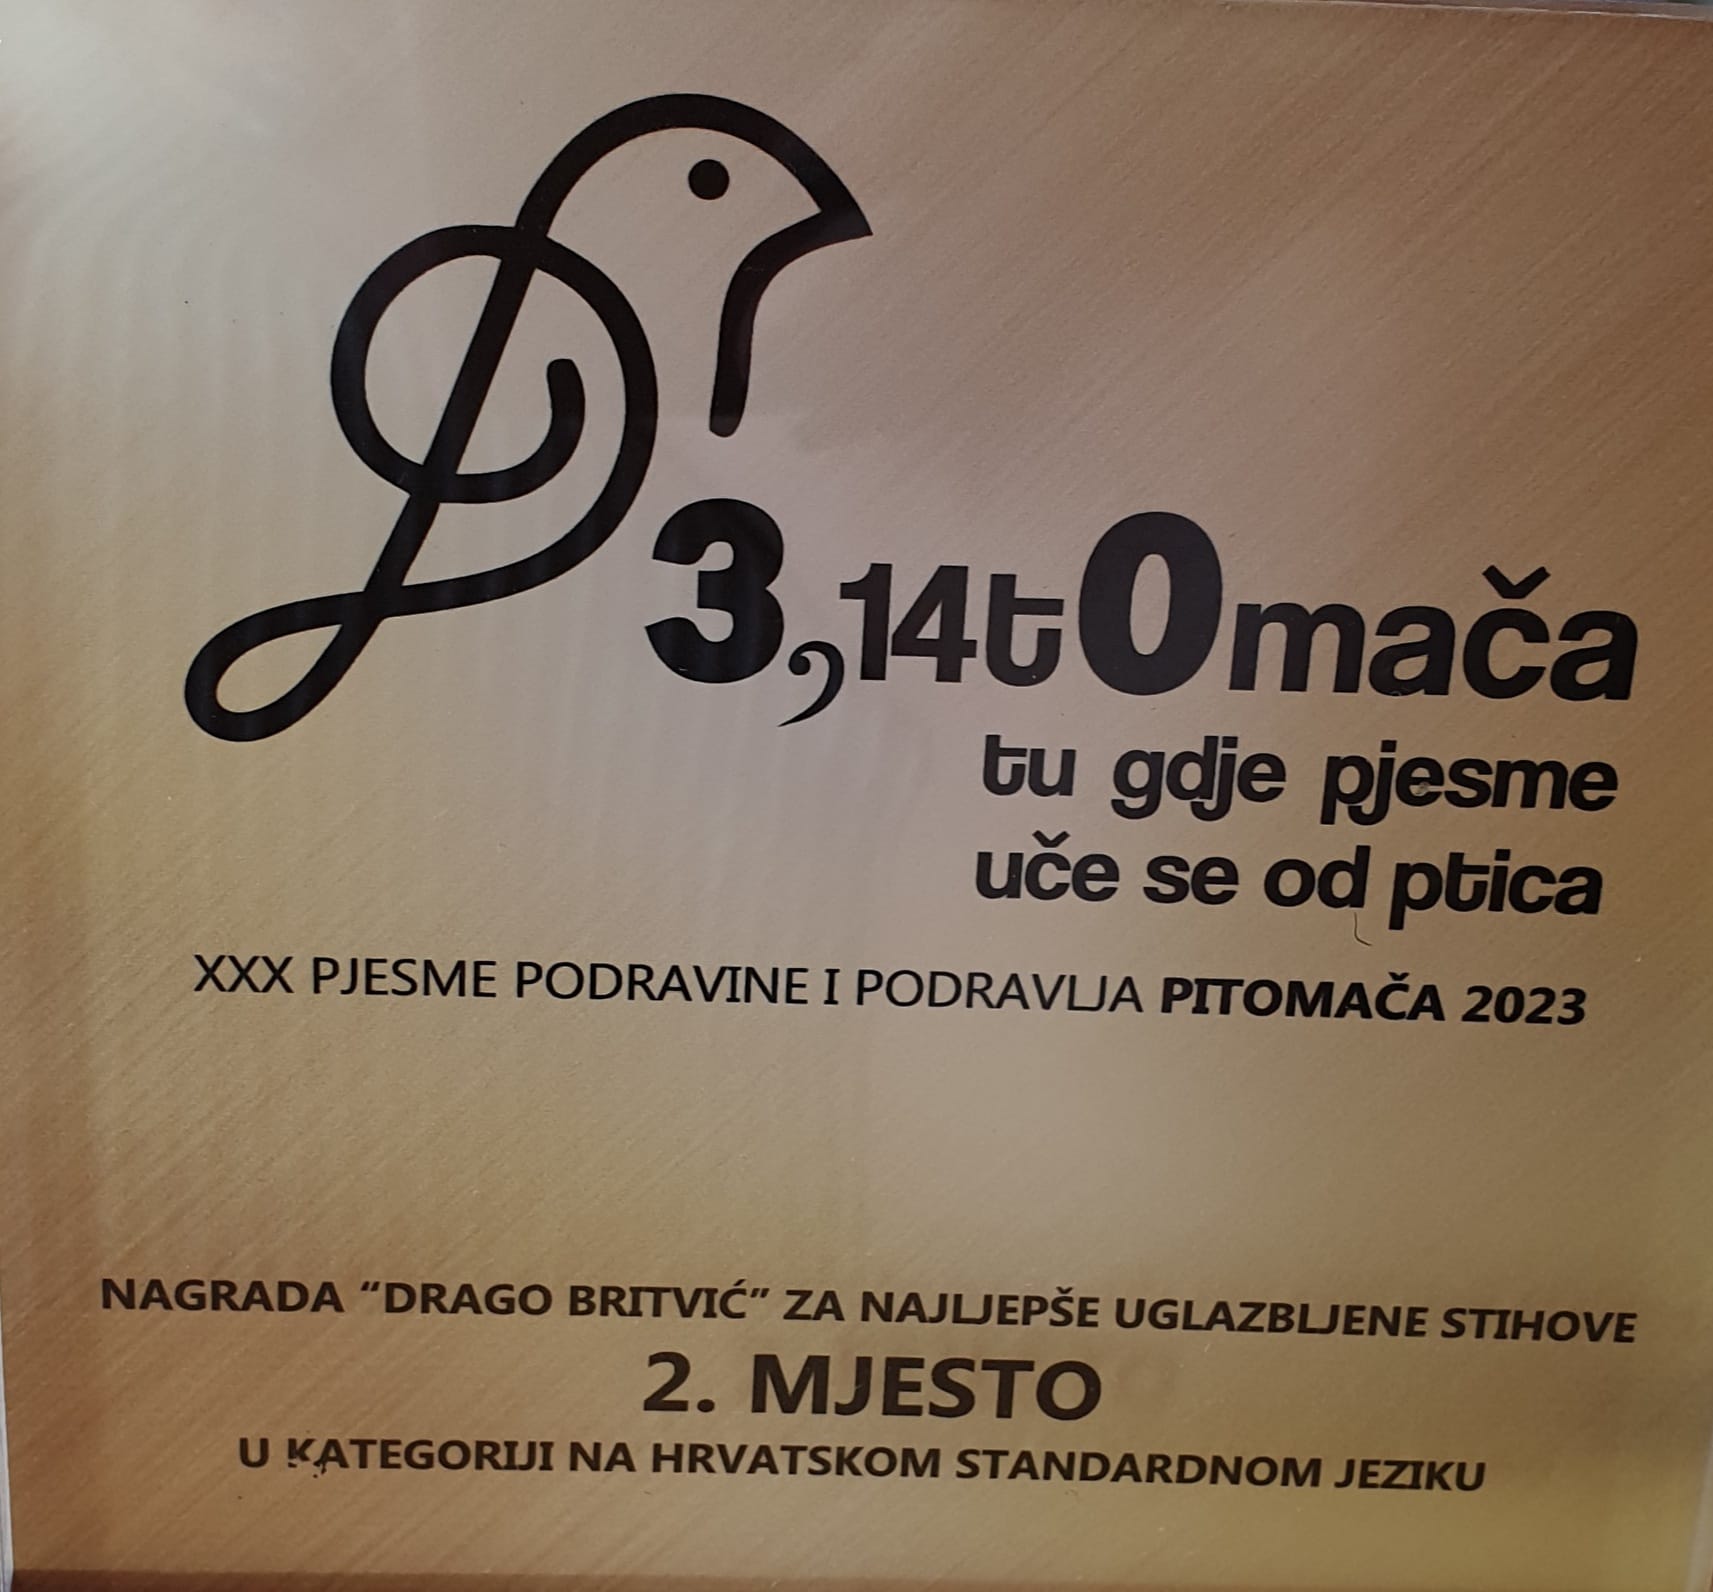 3,14tOmača
tu gdje pjesme
uče se od ptica
XXX PJESME PODRAVINE I PODRAVLJA PITOMAČA 2023
NAGRADA “DRAGO BRITVIĆ” ZA NAJLJEPŠE UGLAZBLJENE STIHOVE
2. MJESTO
U KATEGORIJI NA HRVATSKOM STANDARDNOM JEZIKU